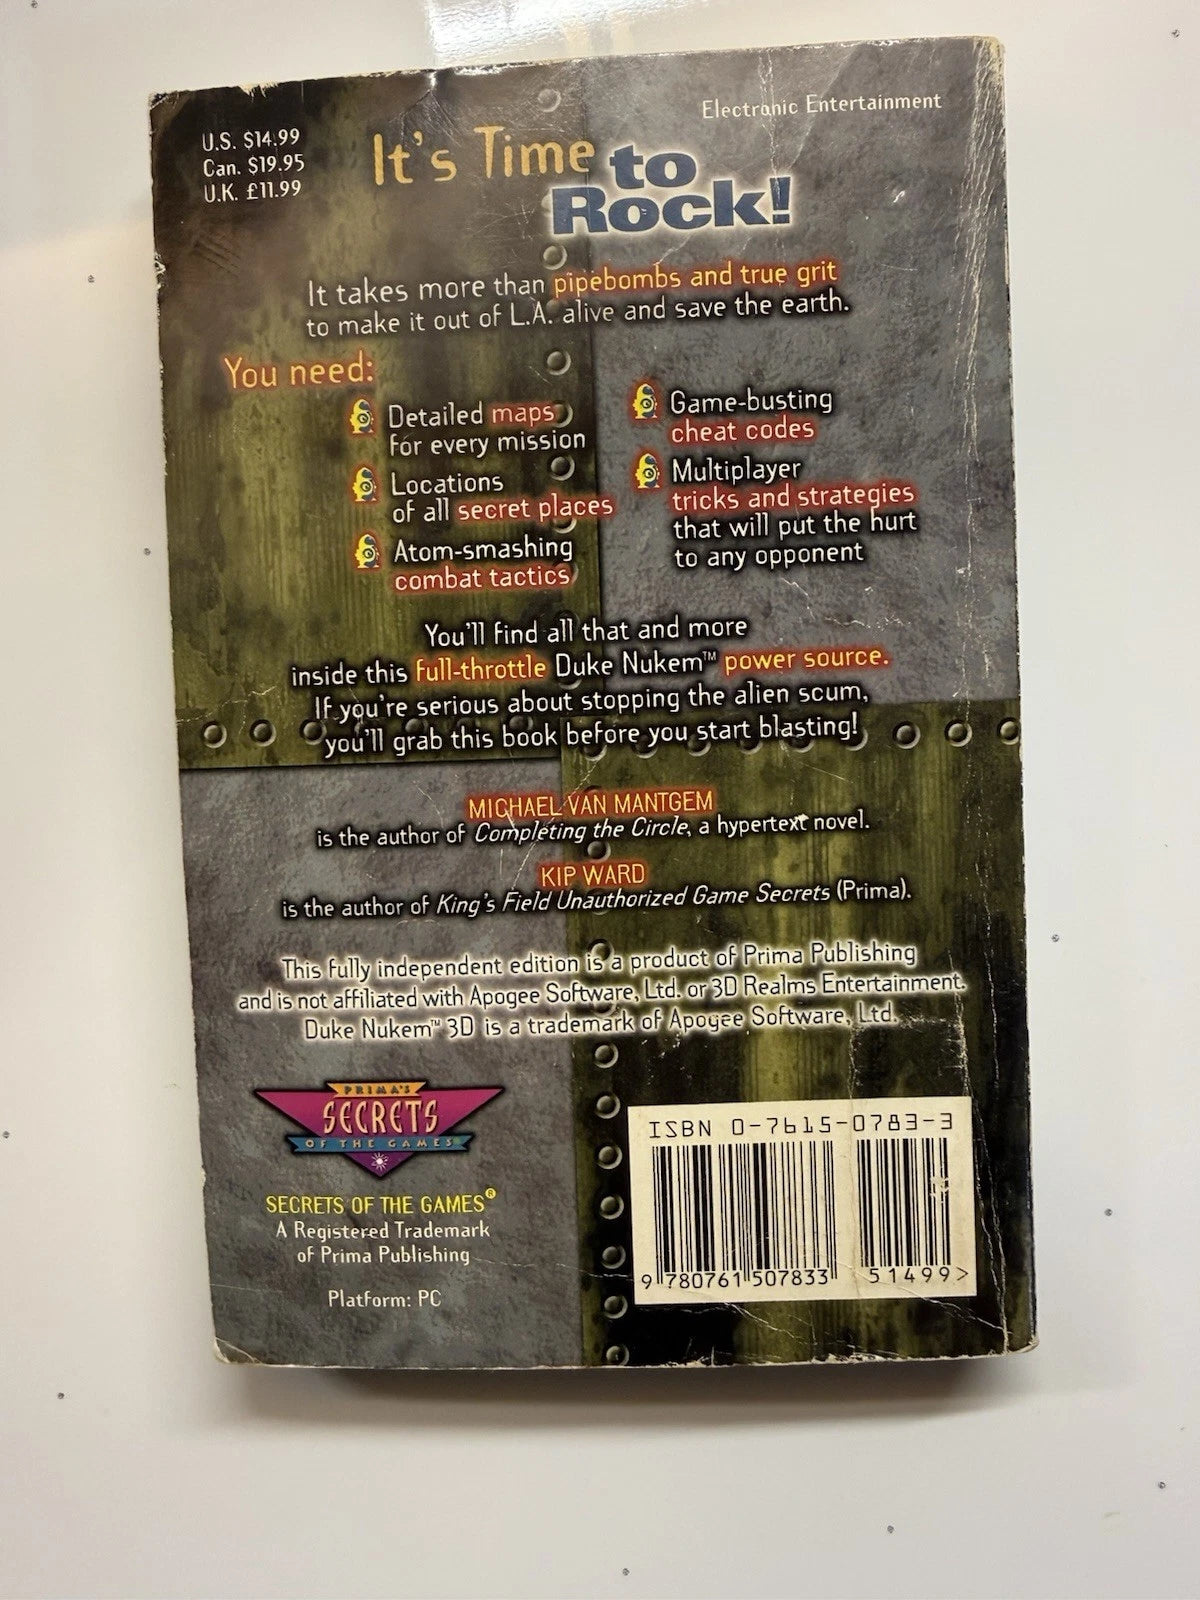 Electronic Entertainment
U.S. $14.99
Can. $19.95
U.K. £11.99
It's Time to
Rock!
It takes more than pipebombs and true grit
to make it out of L.A. alive and save the earth.
You need:
Detailed maps
for every mission
Locations
of all secret places
Atom-smashing
combat tactics
Game-busting
cheat codes
Multiplayer
tricks and strategies
that will put the hurt
to any opponent
You'll find all that and more
inside this full-throttle Duke Nukem™ power source.
If you're serious about stopping the alien scum,
you'll grab this book before you start blasting!
MICHAEL VAN MANTGEM
is the author of Completing the Circle, a hypertext novel.
KIP WARD
is the author of King's Field Unauthorized Game Secrets (Prima).
This fully independent edition is a product of Prima Publishing
and is not affiliated with Apogee Software, Ltd. or 3D Realms Entertainment.
Duke Nukem™ 3D is a trademark of Apogee Software, Ltd.
PRIMA'S
SECRETS
OF THE GAMES®
SECRETS OF THE GAMES®
A Registered Trademark
of Prima Publishing
Platform: PC
ISBN 0-7615-0783-3
9 780761 507833
51499>